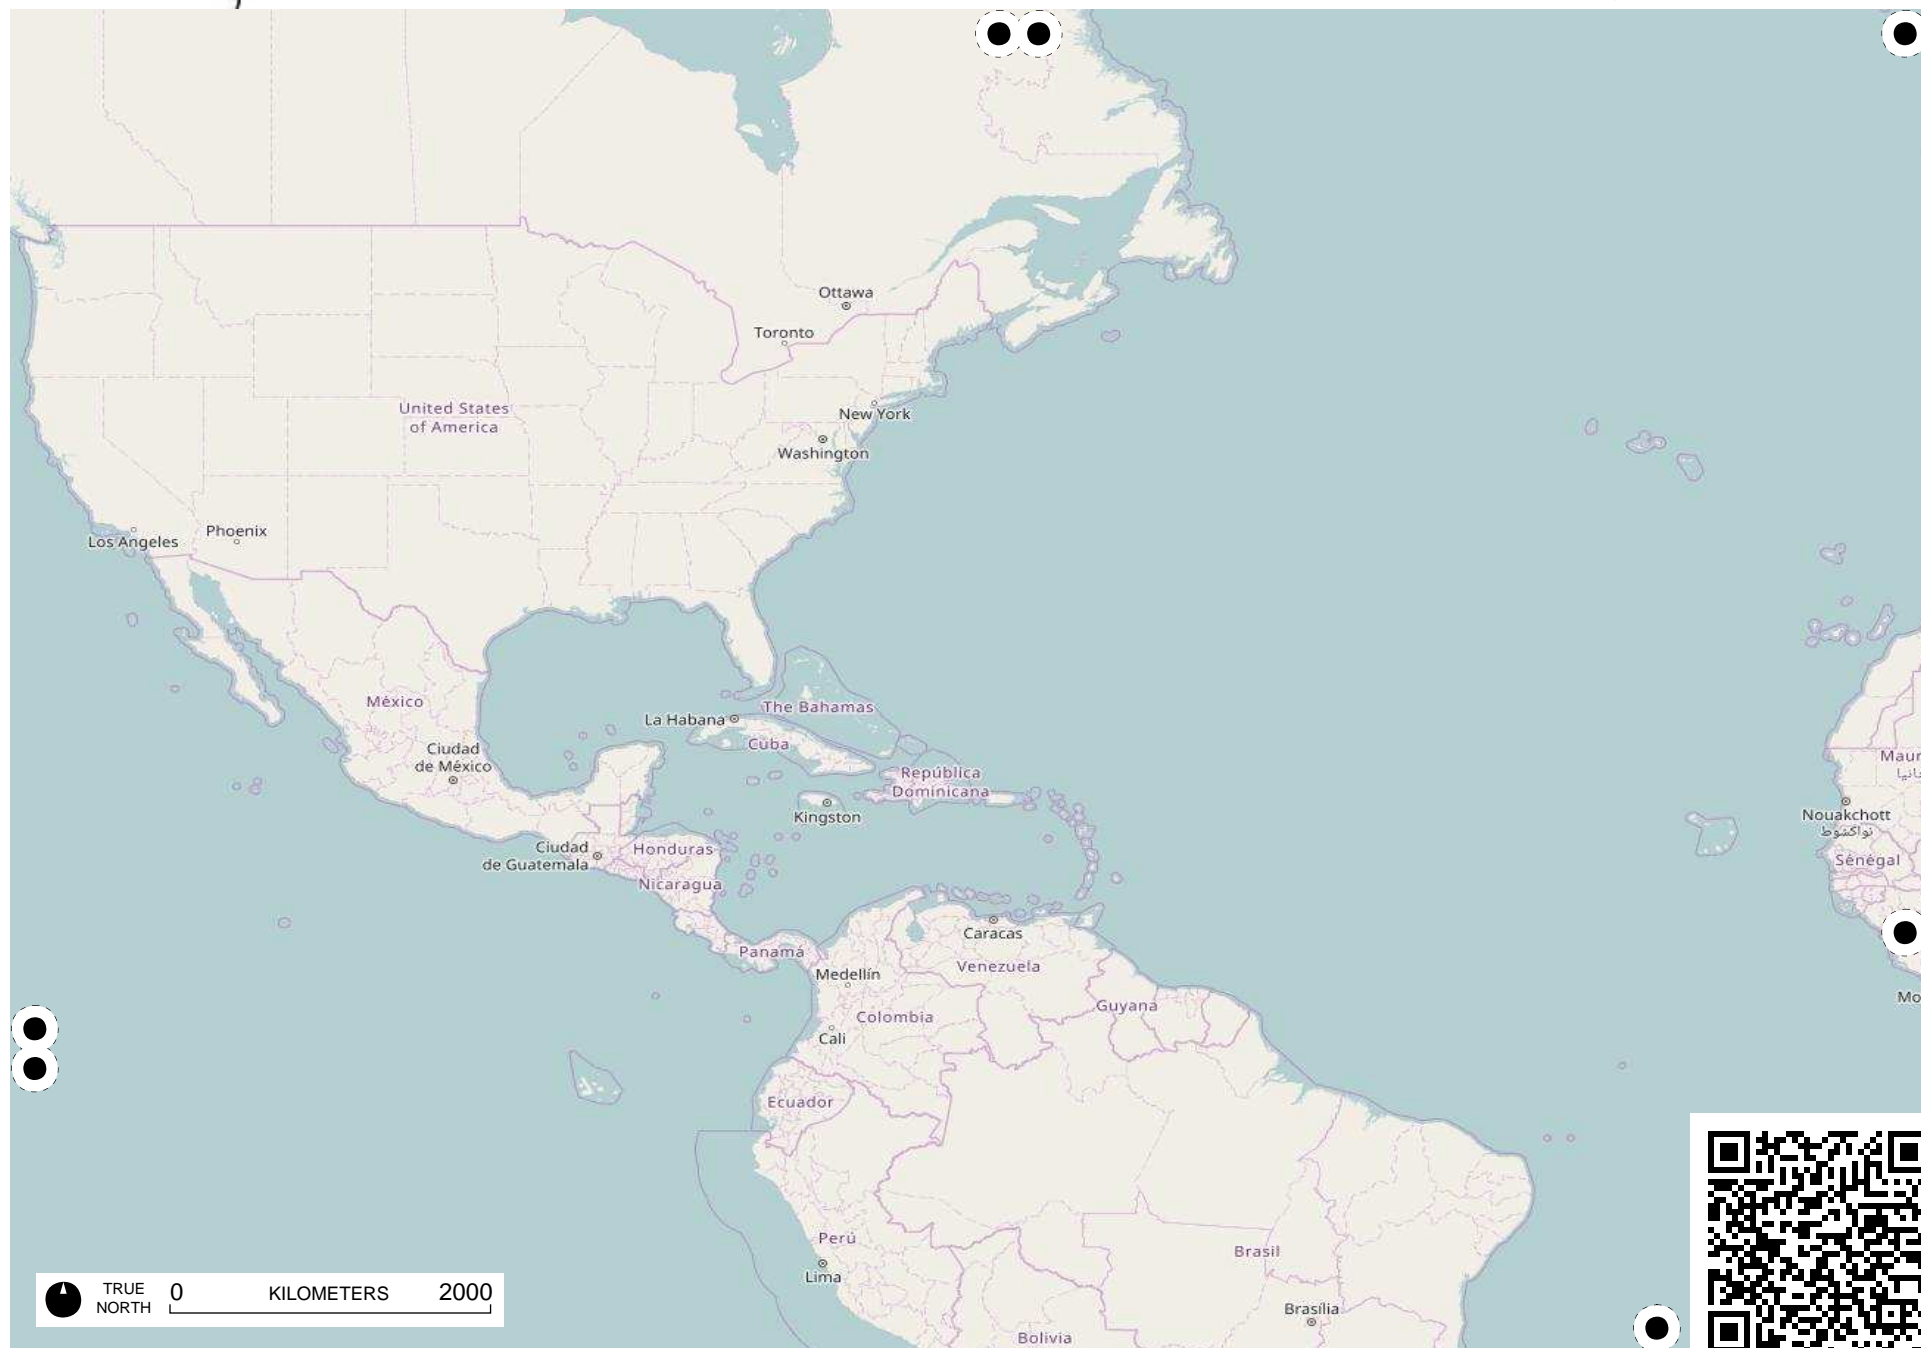 Ottawa
Toronto
New York
United States
of America
Washington
Los Angeles
Phoenix
México
La Habana
The Bahamas
Cuba
Ciudad
de México
República
Dominicana
Kingston
Ciudad
de Guatemala
Honduras
Nicaragua
Nouakchott
نواكشوط
Sénégal
Caracas
Panamá
Venezuela
Medellín
Guyana
Colombia
Cali
Ecuador
Perú
Brasil
Lima
Brasília
Bolivia
TRUE
NORTH
0 KILOMETERS 2000